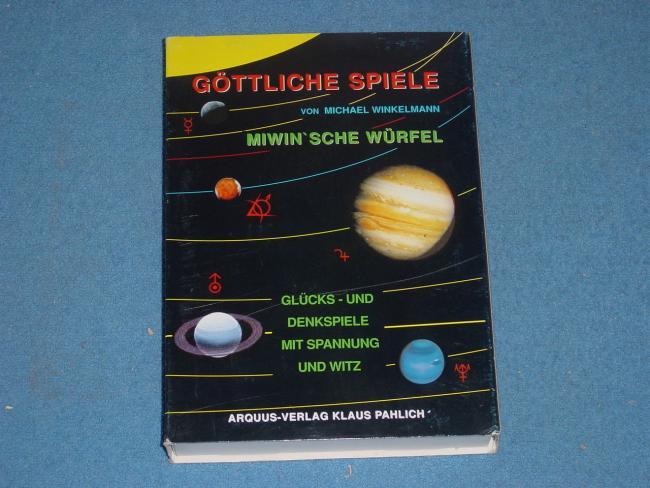 GÖTTLICHE SPIELE
VON MICHAEL WINKELMANN
MIWIN`SCHE WÜRFEL
GLÜCKS - UND
DENKSPIELE
MIT SPANNUNG
UND WITZ
ARQUUS-VERLAG KLAUS PAHLICH